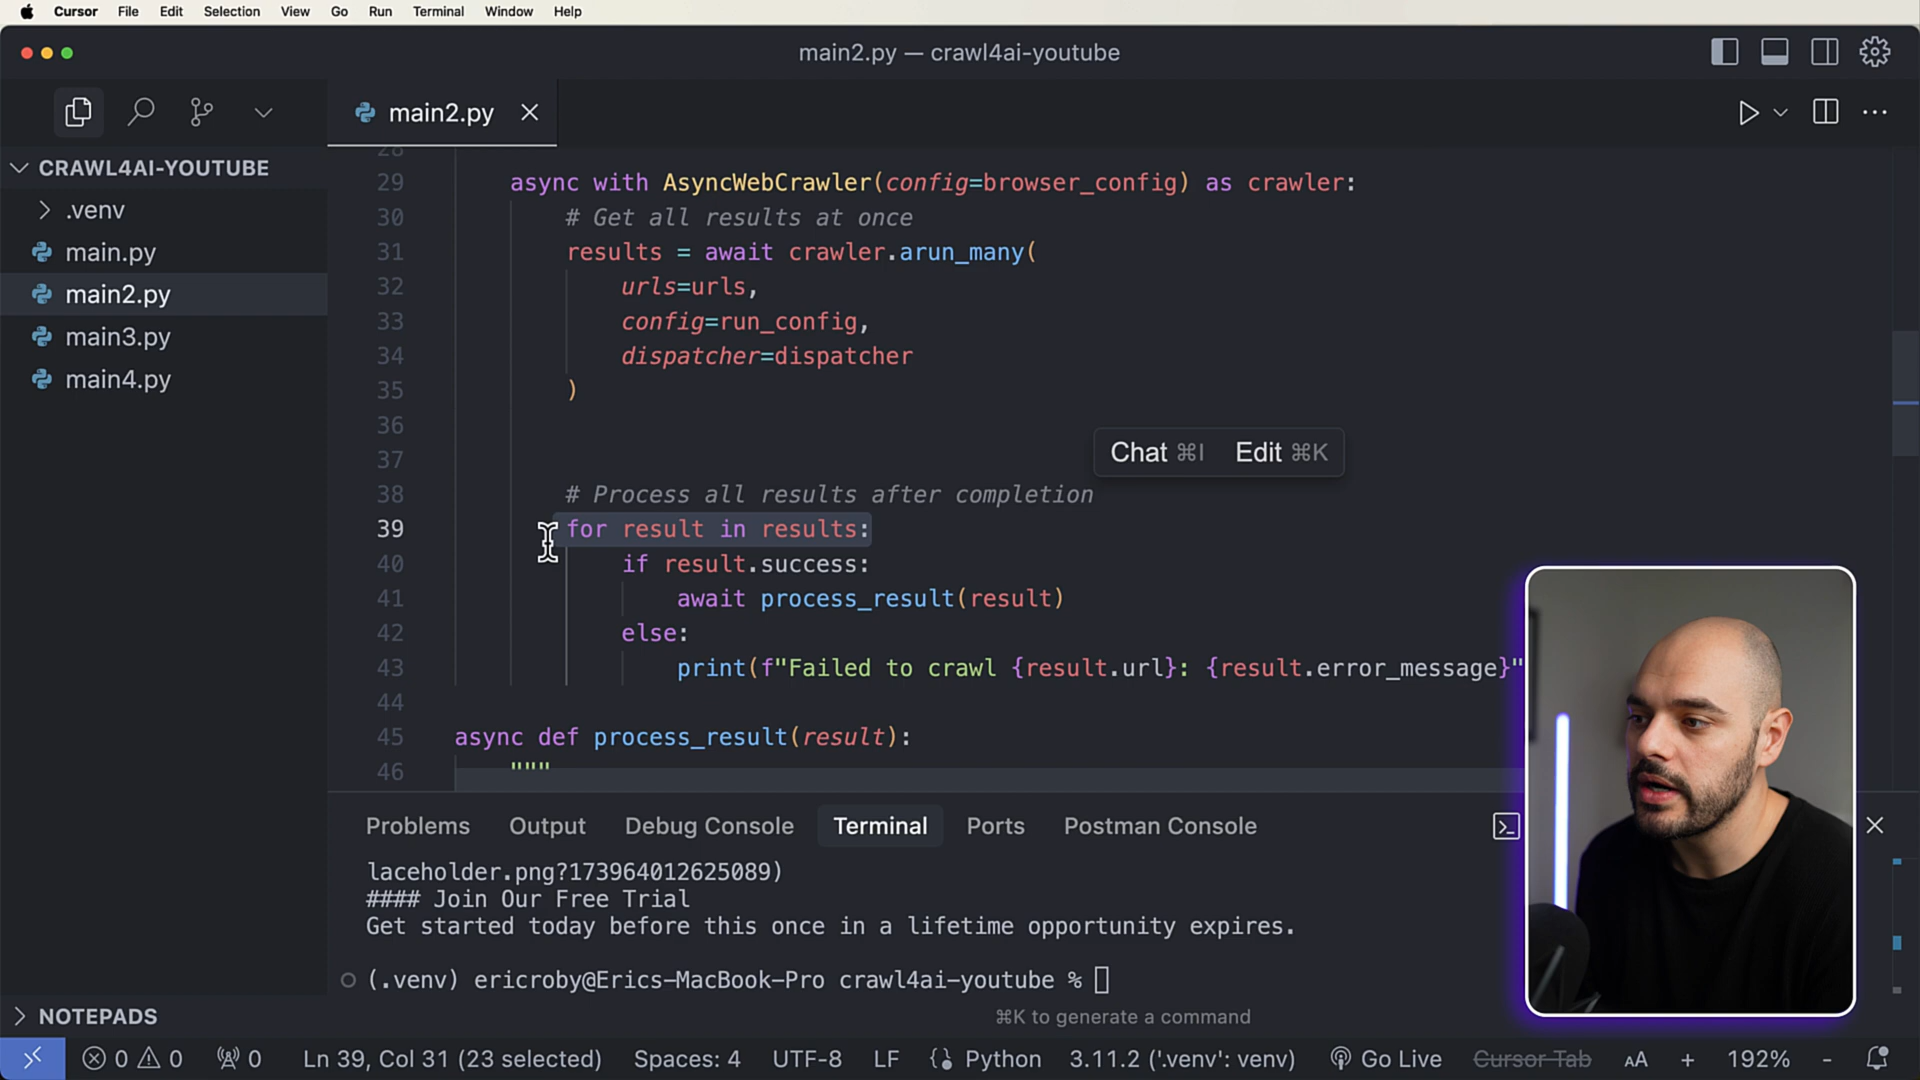 Cursor File Edit Selection View Go Run Terminal Window Help
main2.py — crawl4ai-youtube
main2.py
CRAWL4AI-YOUTUBE
.venv
main.py
main2.py
main3.py
main4.py
28
29 async with AsyncWebCrawler(config=browser_config) as crawler:
30 # Get all results at once
31 results = await crawler.arun_many(
32 urls=urls,
33 config=run_config,
34 dispatcher=dispatcher
35 )
36
37
Chat ⌘I Edit ⌘K
38 # Process all results after completion
39 for result in results:
40 if result.success:
41 await process_result(result)
42 else:
43 print(f"Failed to crawl {result.url}: {result.error_message}"
44
45 async def process_result(result):
46 """
Problems Output Debug Console Terminal Ports Postman Console
laceholder.png?173964012625089)
#### Join Our Free Trial
Get started today before this once in a lifetime opportunity expires.
(.venv) ericroby@Erics-MacBook-Pro crawl4ai-youtube %
NOTEPADS
⌘K to generate a command
0 0 0 Ln 39, Col 31 (23 selected) Spaces: 4 UTF-8 LF Python 3.11.2 ('.venv': venv) Go Live Cursor Tab AA + 192% -